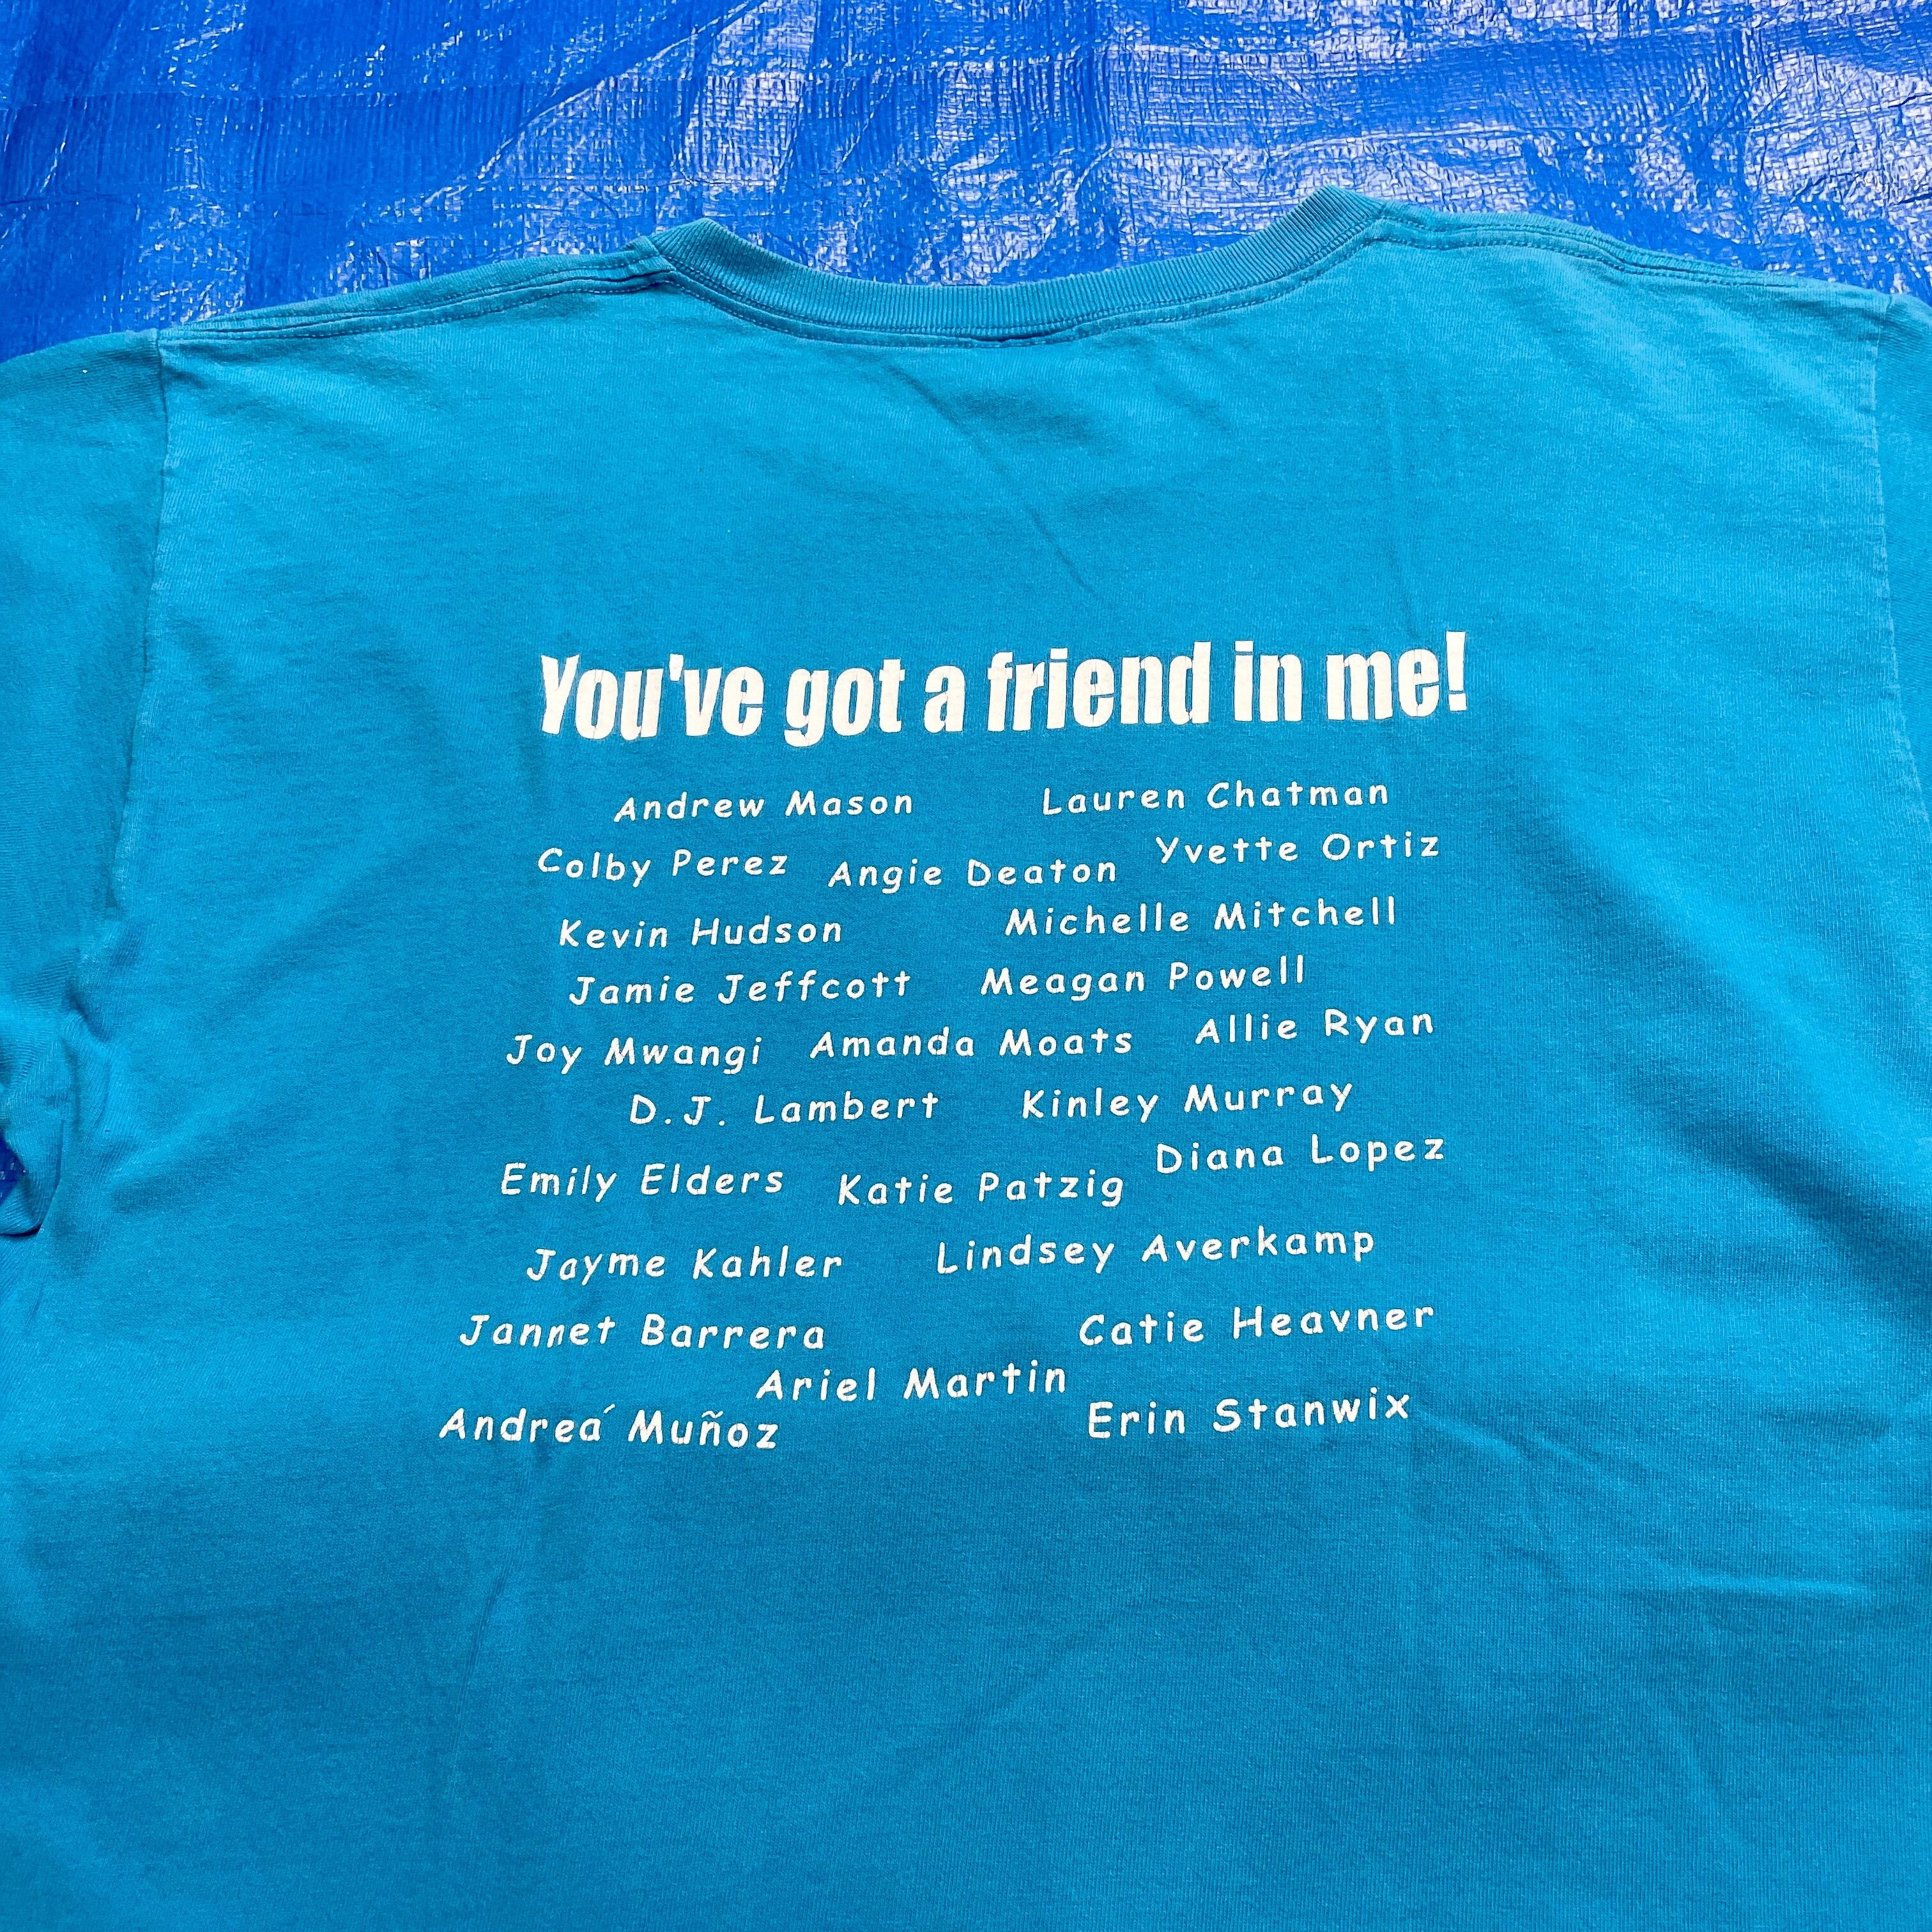 You've got a friend in me!
Andrew Mason Lauren Chatman
Colby Perez Angie Deaton Yvette Ortiz
Kevin Hudson Michelle Mitchell
Jamie Jeffcott Meagan Powell
Joy Mwangi Amanda Moats Allie Ryan
D.J. Lambert Kinley Murray
Emily Elders Katie Patzig Diana Lopez
Jayme Kahler Lindsey Averkamp
Jannet Barrera Catie Heavner
Ariel Martin
Andreá Muñoz Erin Stanwix